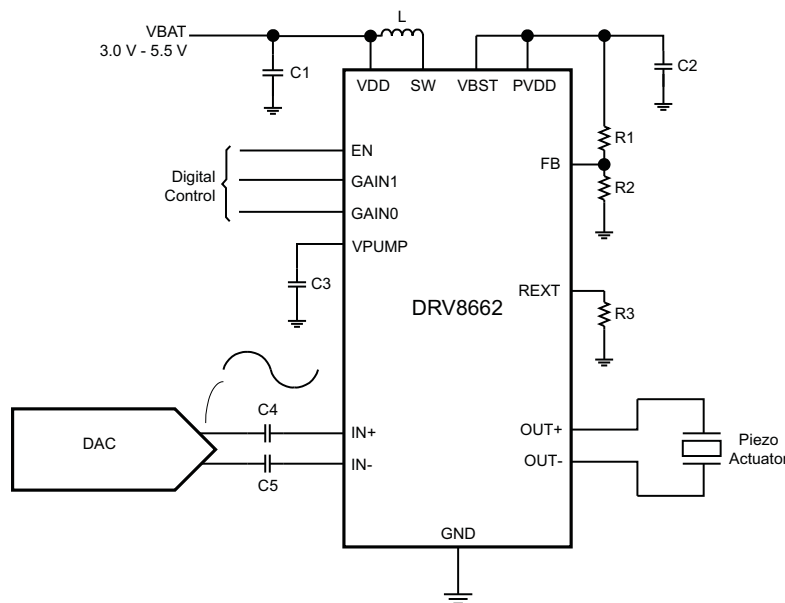 VBAT
3.0 V - 5.5 V
L
C1
C2
VDD
SW
VBST
PVDD
R1
EN
FB
Digital
Control
GAIN1
R2
GAIN0
VPUMP
C3
REXT
DRV8662
R3
C4
DAC
IN+
OUT+
Piezo
Actuator
IN-
OUT-
C5
GND